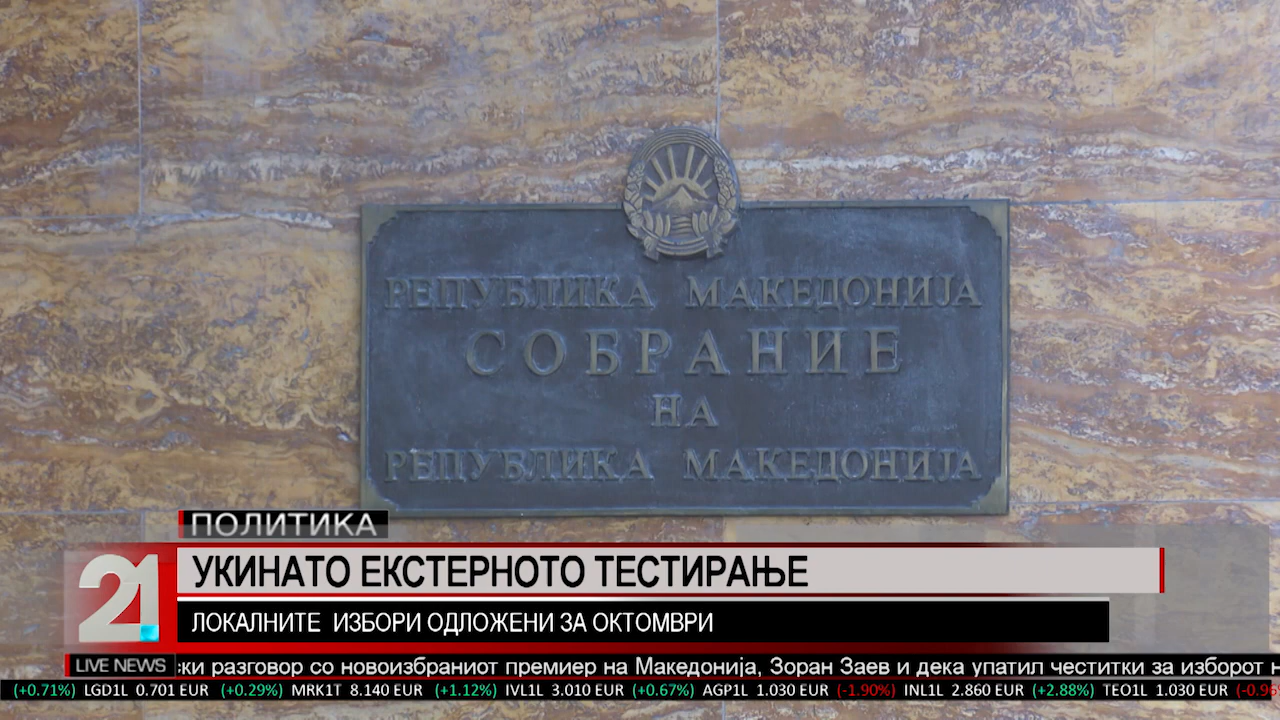 РЕПУБЛИКА МАКЕДОНИЈА
СОБРАНИЕ
НА
РЕПУБЛИКА МАКЕДОНИЈА
ПОЛИТИКА
21
УКИНАТО ЕКСТЕРНОТО ТЕСТИРАЊЕ
ЛОКАЛНИТЕ ИЗБОРИ ОДЛОЖЕНИ ЗА ОКТОМВРИ
LIVE NEWS
ски разговор со новоизбраниот премиер на Македонија, Зоран Заев и дека упатил честитки за изборот н
(+0.71%) LGD1L 0.701 EUR (+0.29%) MRK1T 8.140 EUR (+1.12%) IVL1L 3.010 EUR (+0.67%) AGP1L 1.030 EUR (-1.90%) INL1L 2.860 EUR (+2.88%) TEO1L 1.030 EUR (-0.96%